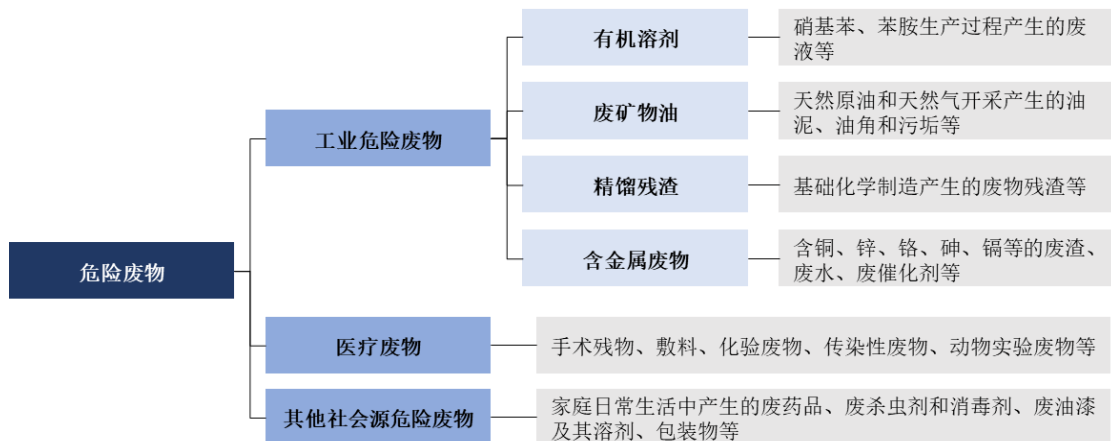 有机溶剂
硝基苯、苯胺生产过程产生的废
液等
废矿物油
天然原油和天然气开采产生的油
泥、油角和污垢等
工业危险废物
精馏残渣
基础化学制造产生的废物残渣等
含金属废物
含铜、锌、铬、砷、镉等的废渣、
废水、废催化剂等
危险废物
医疗废物
手术残物、敷料、化验废物、传染性废物、动物实验废物等
其他社会源危险废物
家庭日常生活中产生的废药品、废杀虫剂和消毒剂、废油漆
及其溶剂、包装物等